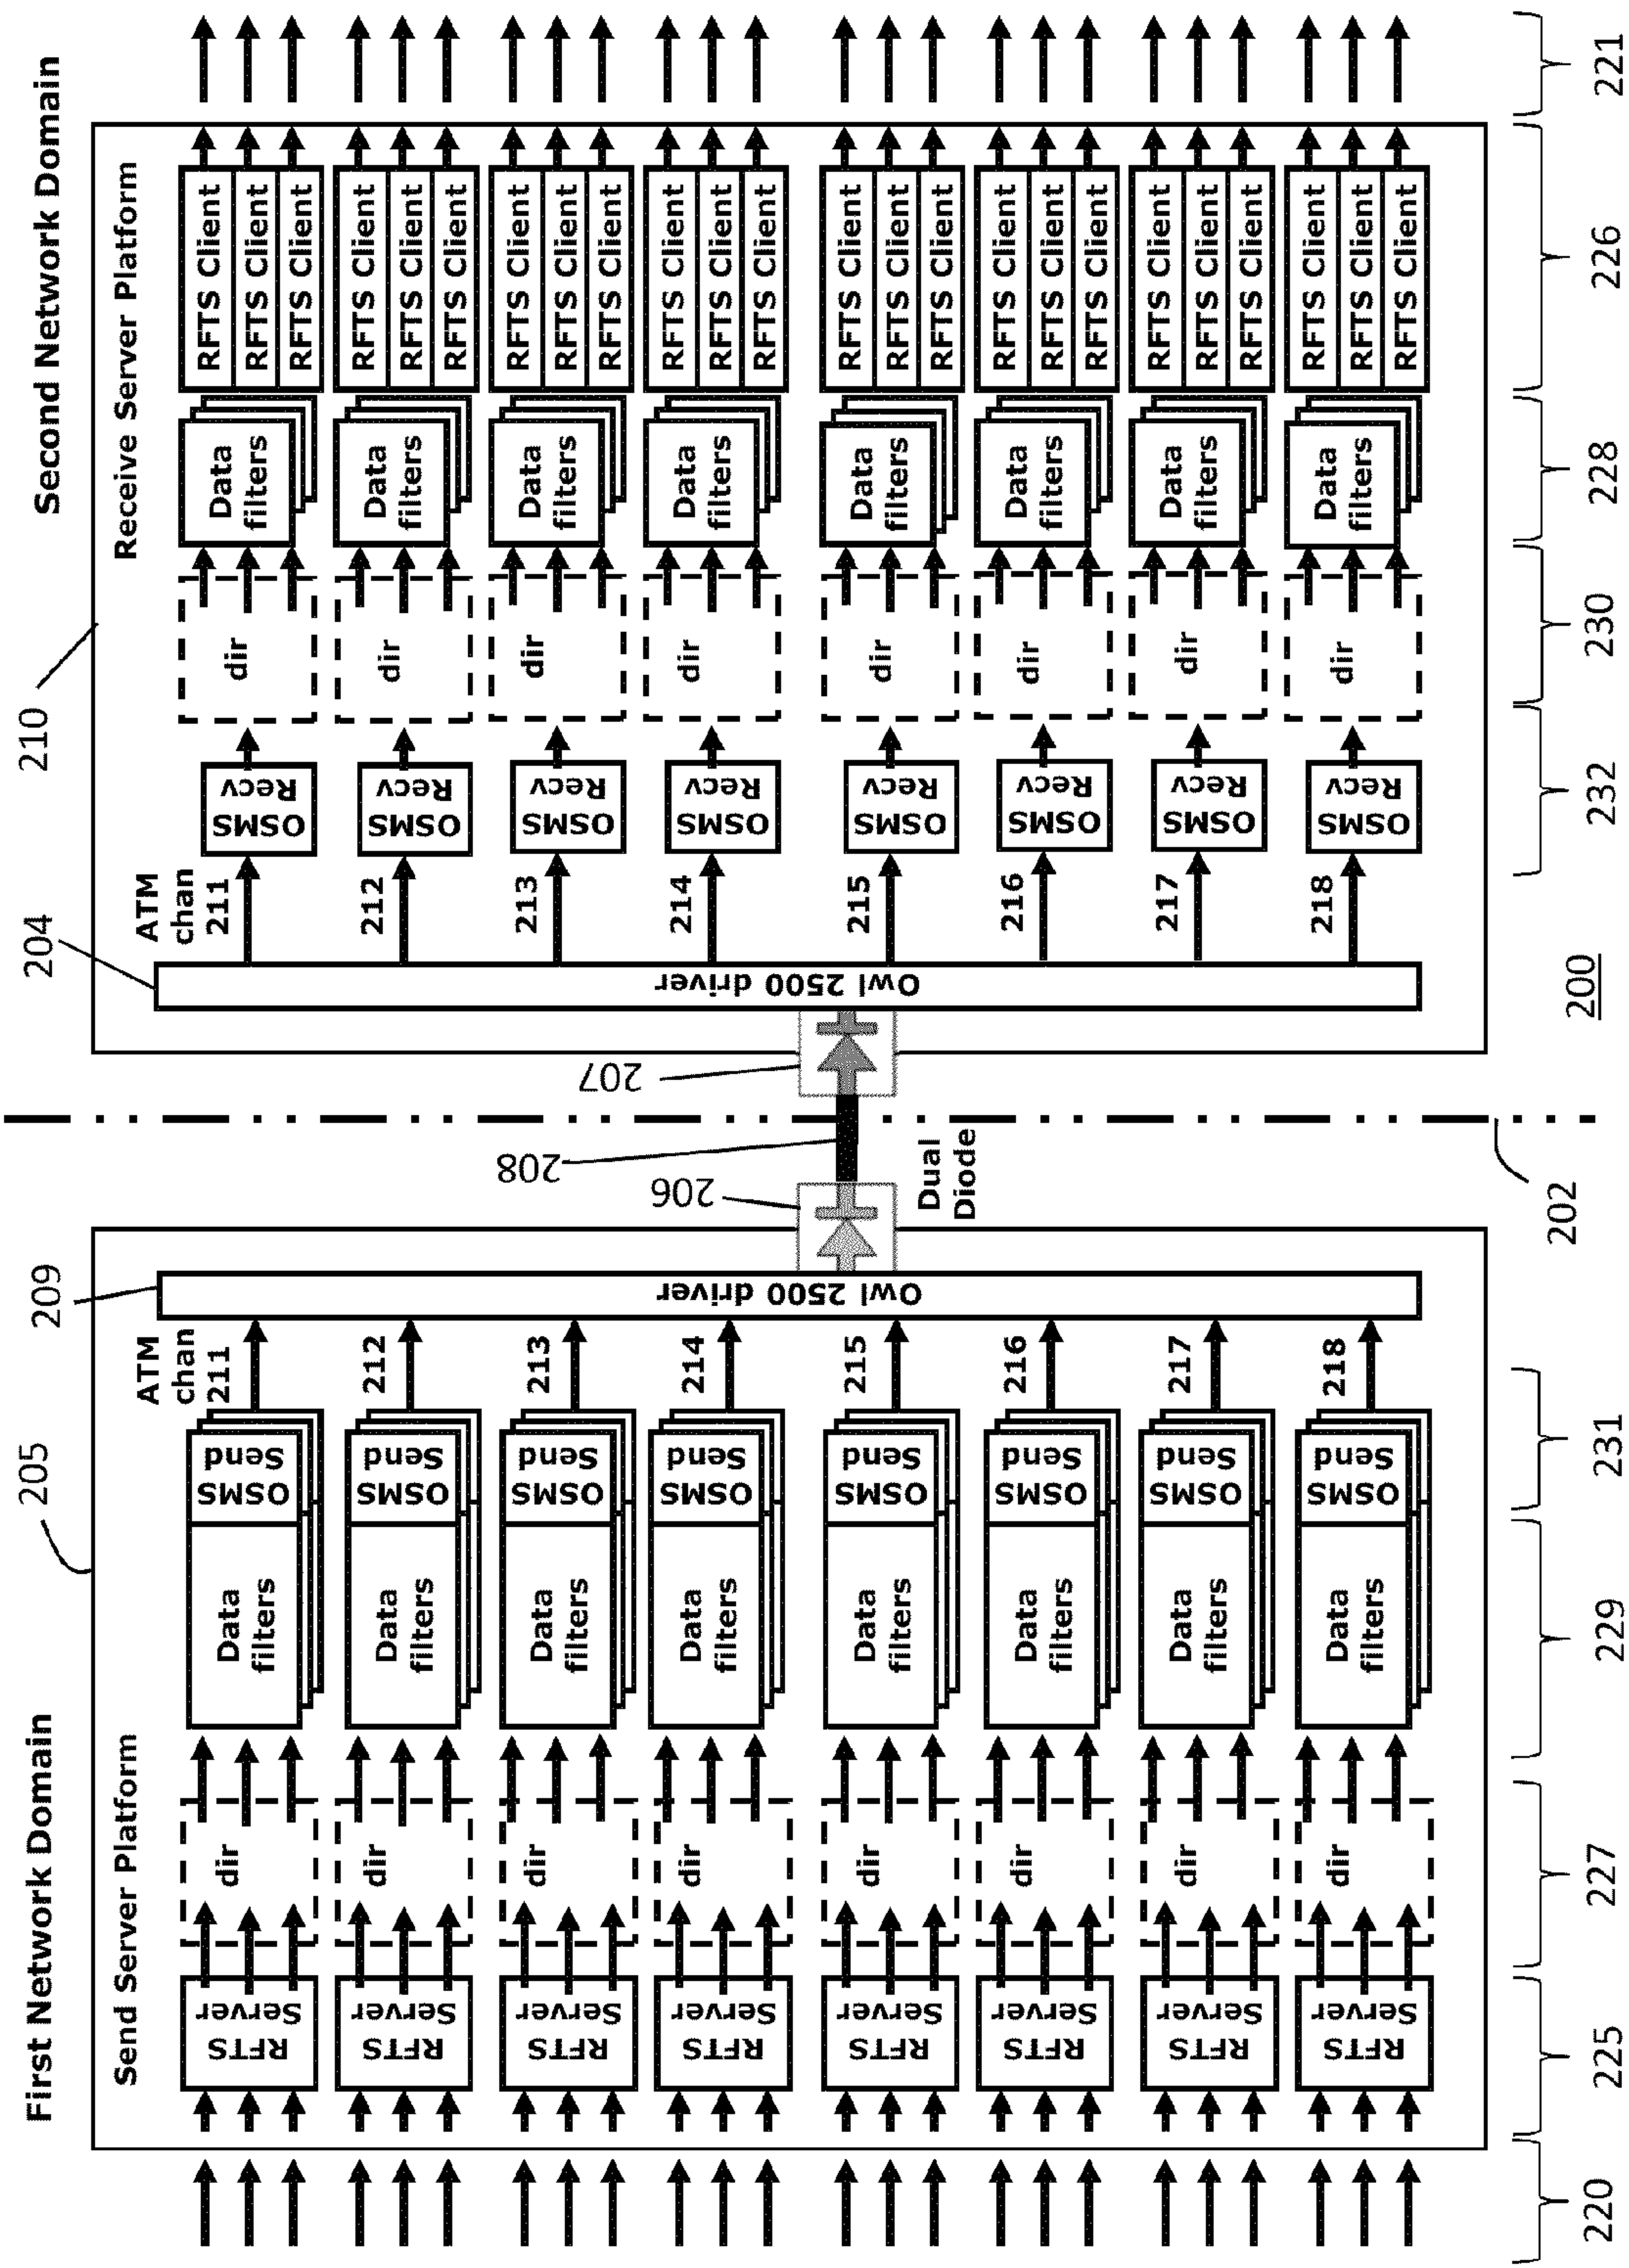 205
209
204
210
First Network Domain
Second Network Domain
Send Server Platform
Receive Server Platform
ATM
chan
ATM
chan
RFTS
Server
dir
Data
filters
OSMS
Send
211
211
OSMS
Recv
dir
Data
filters
RFTS Client
RFTS Client
RFTS Client
RFTS
Server
dir
Data
filters
OSMS
Send
212
212
OSMS
Recv
dir
Data
filters
RFTS Client
RFTS Client
RFTS Client
RFTS
Server
dir
Data
filters
OSMS
Send
213
213
OSMS
Recv
dir
Data
filters
RFTS Client
RFTS Client
RFTS Client
RFTS
Server
dir
Data
filters
OSMS
Send
214
214
OSMS
Recv
dir
Data
filters
RFTS Client
RFTS Client
RFTS Client
Owl 2500 driver
208
206
207
Owl 2500 driver
RFTS
Server
dir
Data
filters
OSMS
Send
215
215
OSMS
Recv
dir
Data
filters
RFTS Client
RFTS Client
RFTS Client
Dual
Diode
RFTS
Server
dir
Data
filters
OSMS
Send
216
216
OSMS
Recv
dir
Data
filters
RFTS Client
RFTS Client
RFTS Client
RFTS
Server
dir
Data
filters
OSMS
Send
217
217
OSMS
Recv
dir
Data
filters
RFTS Client
RFTS Client
RFTS Client
RFTS
Server
dir
Data
filters
OSMS
Send
218
218
OSMS
Recv
dir
Data
filters
RFTS Client
RFTS Client
RFTS Client
202
200
220
225
227
229
231
232
230
228
226
221